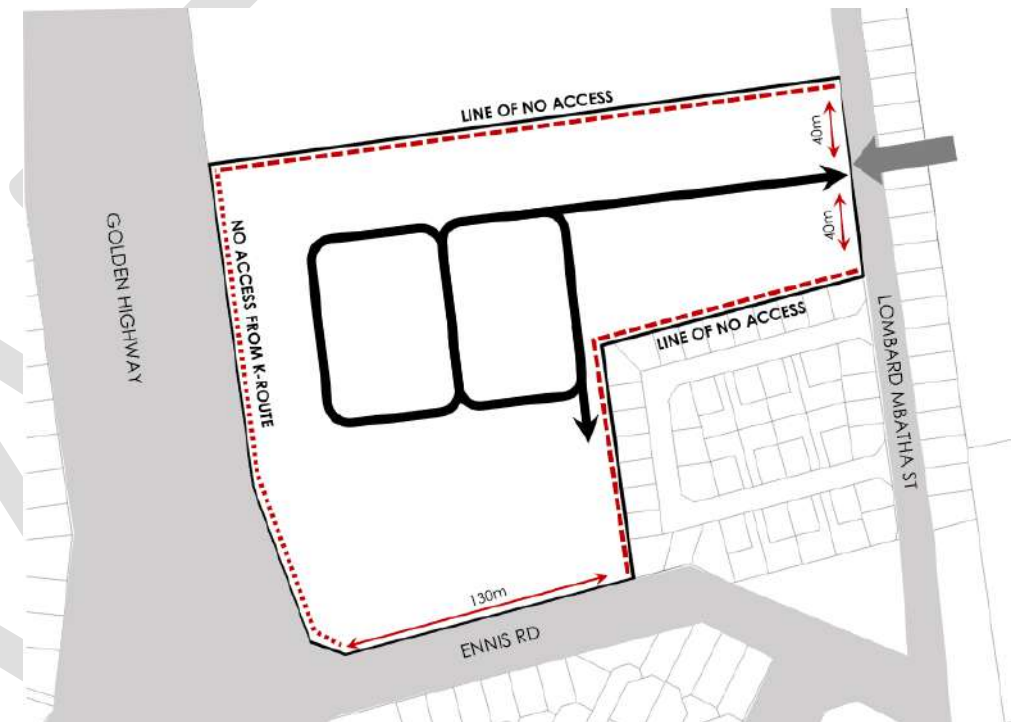 LINE OF NO ACCESS
40m
40m
GOLDEN HIGHWAY
NO ACCESS FROM K-ROUTE
LINE OF NO ACCESS
LOMBARD MBATHA ST
130m
ENNIS RD